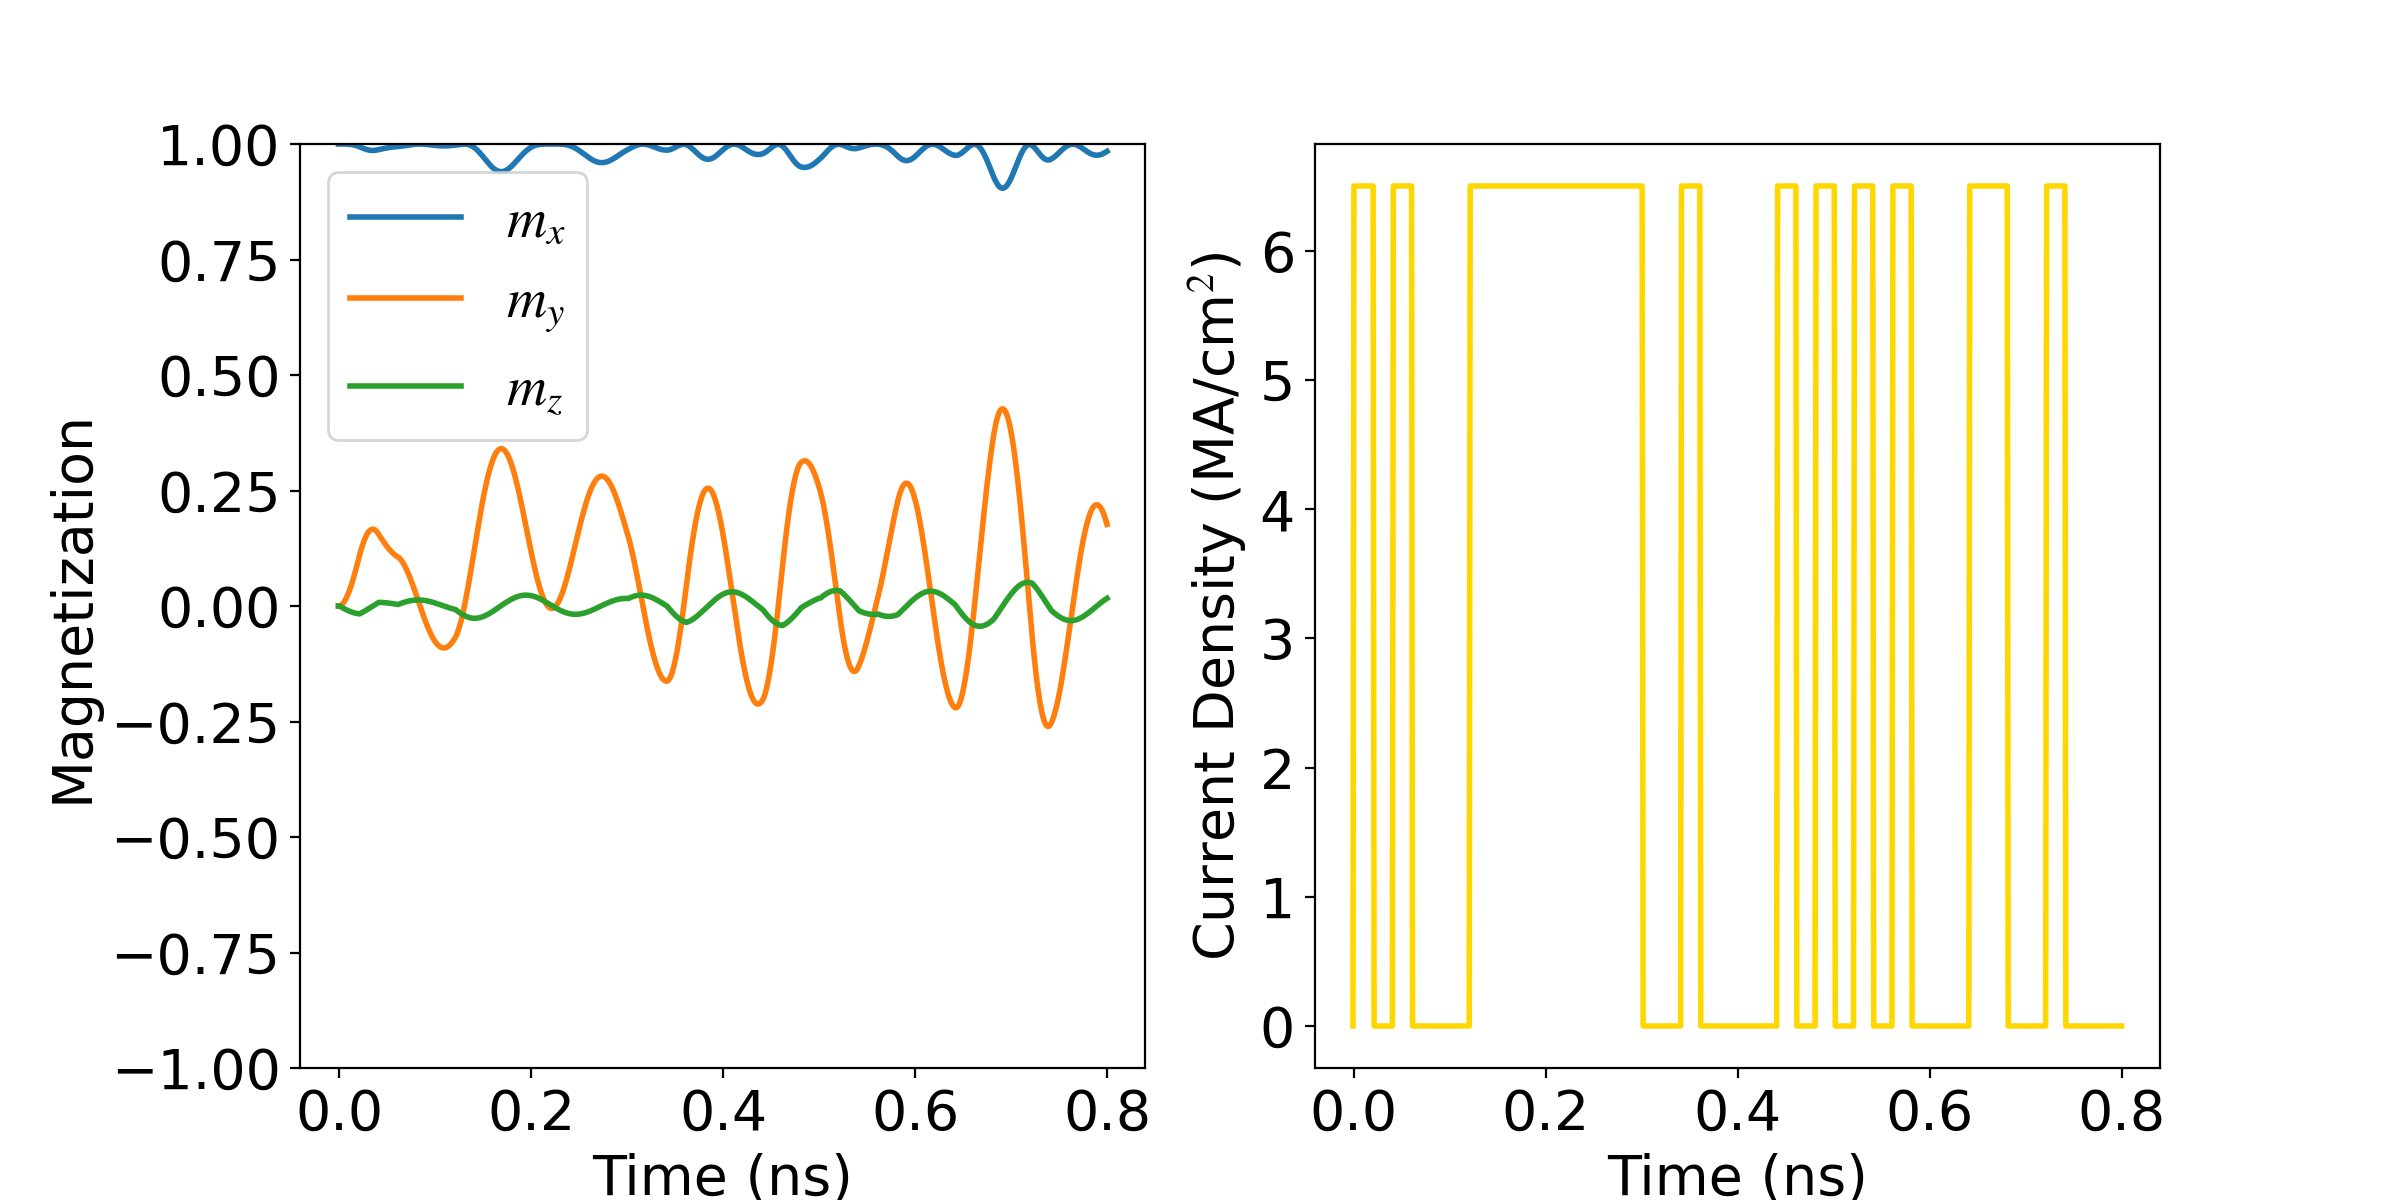 1.00
0.75
0.50
0.25
0.00
−0.25
−0.50
−0.75
−1.00
Magnetization
m_x
m_y
m_z
0.0 0.2 0.4 0.6 0.8
Time (ns)
6
5
4
3
2
1
0
Current Density (MA/cm²)
0.0 0.2 0.4 0.6 0.8
Time (ns)